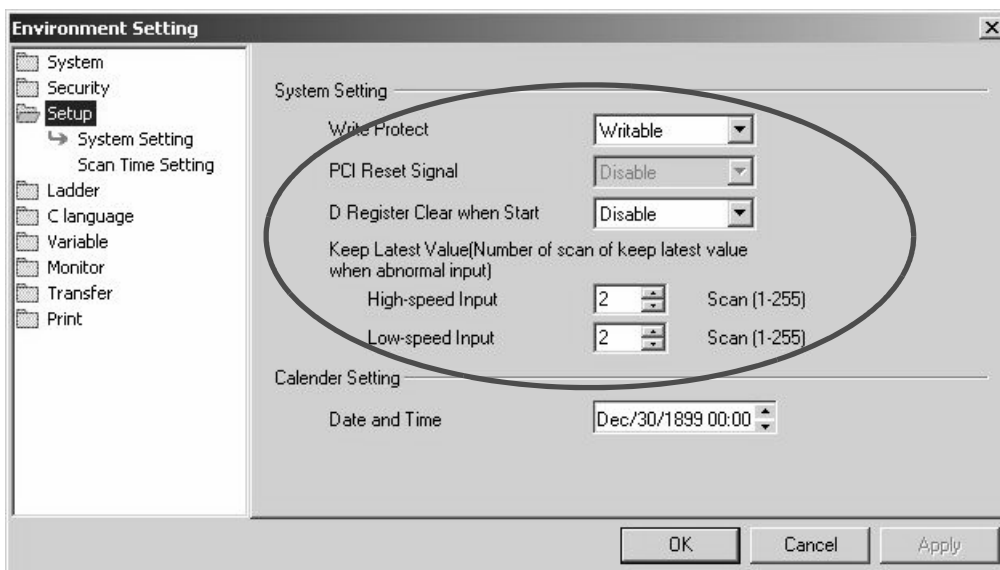 Environment Setting
System
Security
Setup
System Setting
Scan Time Setting
Ladder
C language
Variable
Monitor
Transfer
Print
System Setting
Write Protect Writable
PCI Reset Signal Disable
D Register Clear when Start Disable
Keep Latest Value(Number of scan of keep latest value
when abnormal input)
High-speed Input 2 Scan (1-255)
Low-speed Input 2 Scan (1-255)
Calender Setting
Date and Time Dec/30/1899 00:00
OK Cancel Apply